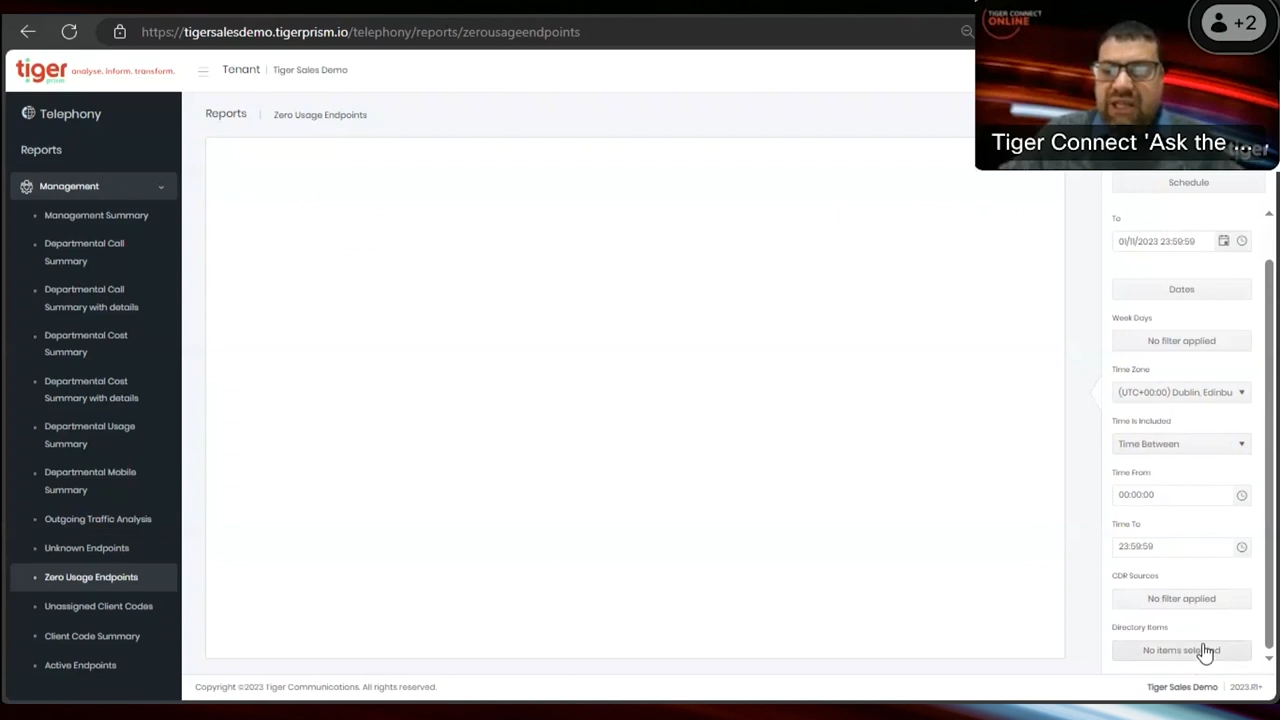 https://tigersalesdemo.tigerprism.io/telephony/reports/zerousageendpoints
TIGER CONNECT
ONLINE
+2
Tiger Connect 'Ask the ...
tiger
prism
analyse. inform. transform.
Tenant | Tiger Sales Demo
Telephony
Reports
Management
Management Summary
Departmental Call
Summary
Departmental Call
Summary with details
Departmental Cost
Summary
Departmental Cost
Summary with details
Departmental Usage
Summary
Departmental Mobile
Summary
Outgoing Traffic Analysis
Unknown Endpoints
Zero Usage Endpoints
Unassigned Client Codes
Client Code Summary
Active Endpoints
Reports | Zero Usage Endpoints
Schedule
To
01/11/2023 23:59:59
Dates
Week Days
No filter applied
Time Zone
(UTC+00:00) Dublin, Edinbu
Time Is Included
Time Between
Time From
00:00:00
Time To
23:59:59
CDR Sources
No filter applied
Directory Items
No items selected
Copyright ©2023 Tiger Communications. All rights reserved.
Tiger Sales Demo | 2023.R1+